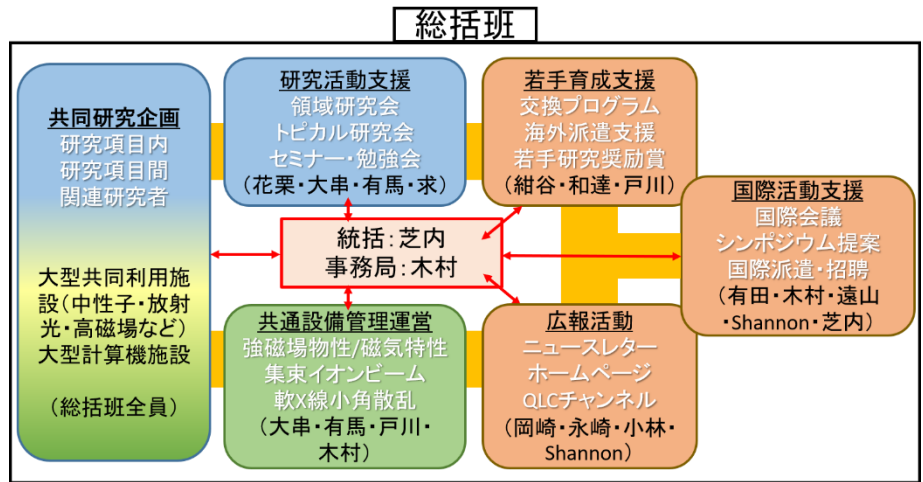 総括班
共同研究企画
研究項目内
研究項目間
関連研究者
大型共同利用施
設(中性子・放射
光・高磁場など)
大型計算機施設
(総括班全員)
研究活動支援
領域研究会
トピカル研究会
セミナー・勉強会
(花栗・大串・有馬・求)
若手育成支援
交換プログラム
海外派遣支援
若手研究奨励賞
(紺谷・和達・戸川)
統括:芝内
事務局:木村
国際活動支援
国際会議
シンポジウム提案
国際派遣・招聘
(有田・木村・遠山
・Shannon・芝内)
共通設備管理運営
強磁場物性/磁気特性
集束イオンビーム
軟X線小角散乱
(大串・有馬・戸川・
木村)
広報活動
ニュースレター
ホームページ
QLCチャンネル
(岡崎・永崎・小林・
Shannon)